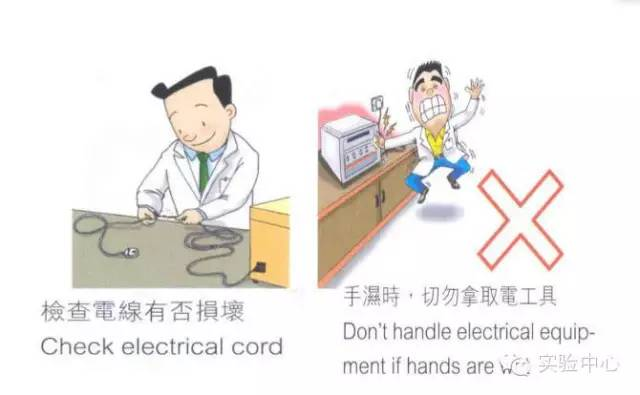 檢查電線有否損壞
Check electrical cord
手濕時，切勿拿取電工具
Don't handle electrical equip-
ment if hands are
实验中心